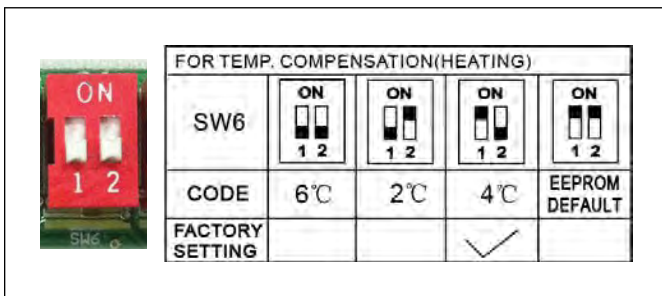 ON
1 2
SW6
FOR TEMP. COMPENSATION(HEATING)
SW6 ON 1 2 ON 1 2 ON 1 2 ON 1 2
CODE 6℃ 2℃ 4℃ EEPROM DEFAULT
FACTORY SETTING